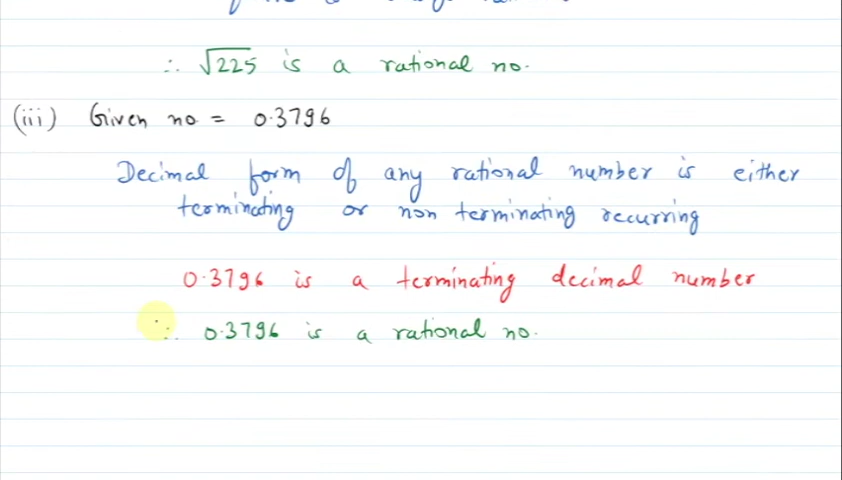 ∴ √225 is a rational no.
(iii) Given no = 0.3796
Decimal form of any rational number is either
terminating or non terminating recurring
0.3796 is a terminating decimal number
∴ 0.3796 is a rational no.